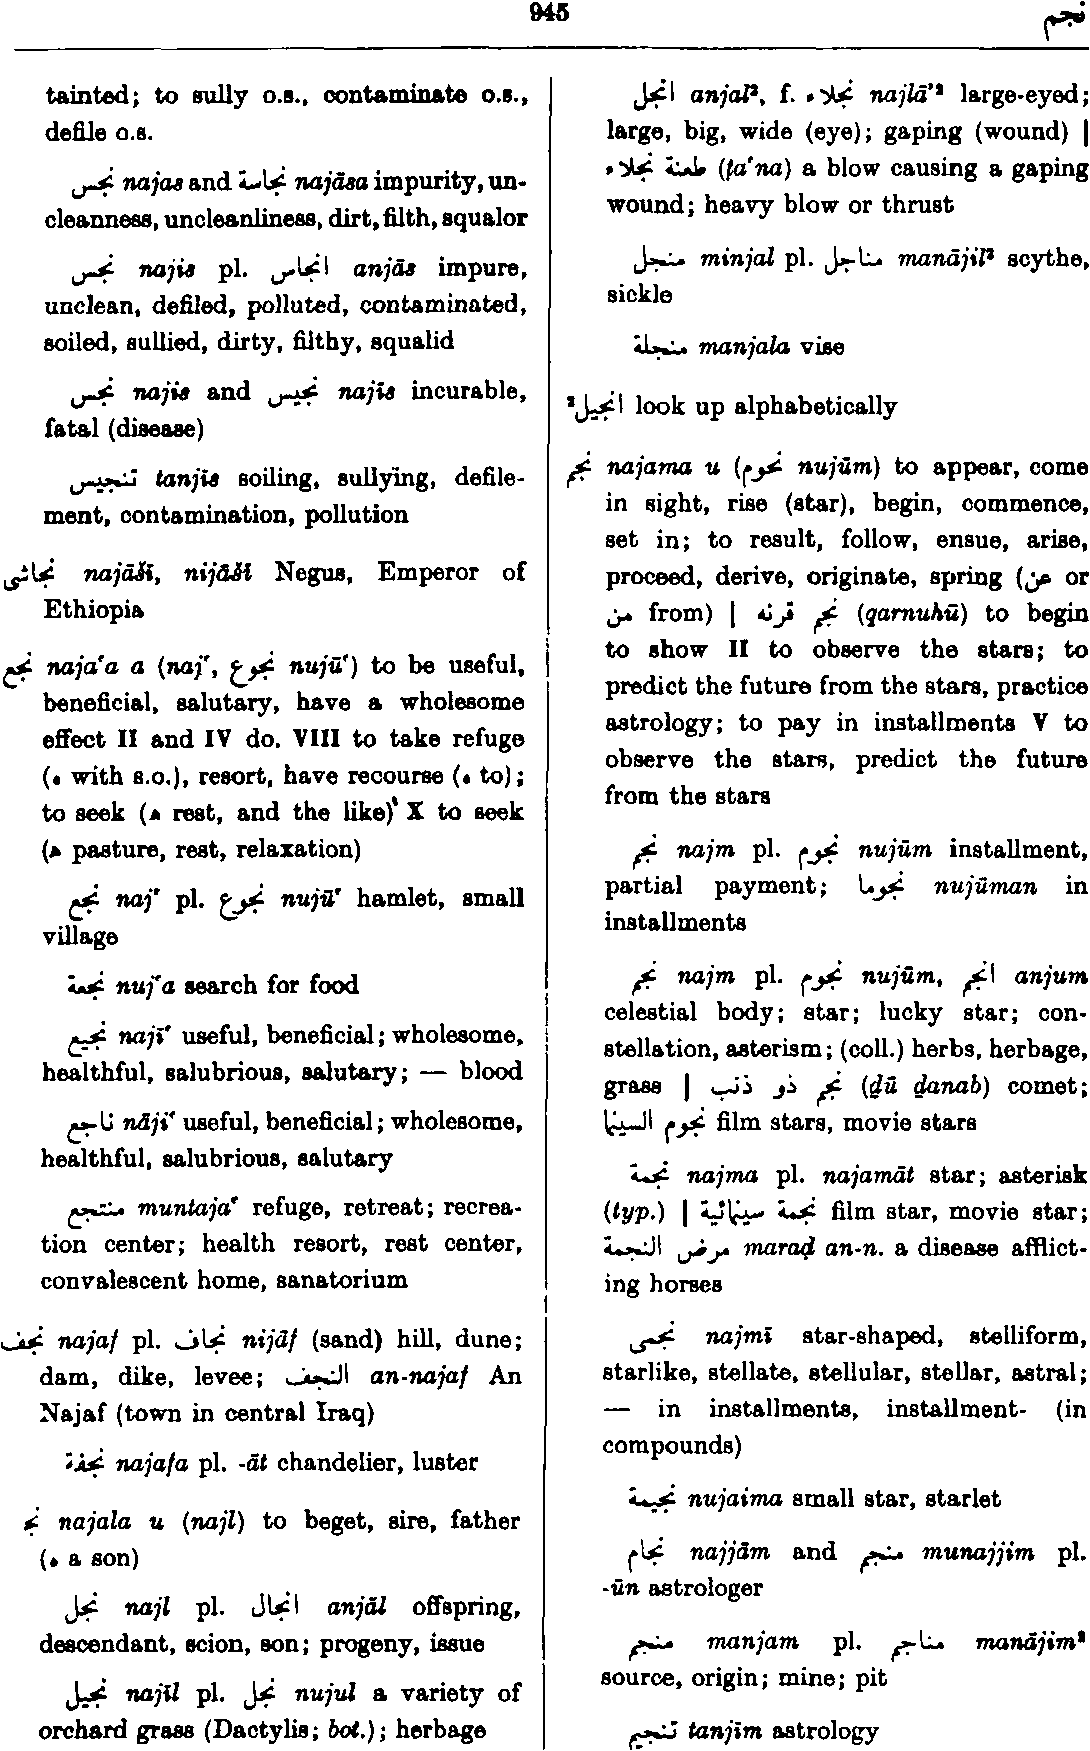 945
نجم
tainted; to sully o.s., contaminate o.s.,
defile o.s.
نجس najas and نجاسة najāsa impurity, un-
cleanness, uncleanliness, dirt, filth, squalor
نجس najis pl. انجاس anjās impure,
unclean, defiled, polluted, contaminated,
soiled, sullied, dirty, filthy, squalid
نجس najis and نجيس najīs incurable,
fatal (disease)
تنجيس tanjīs soiling, sullying, defile-
ment, contamination, pollution
نجاشى najāšī, nijāšī Negus, Emperor of
Ethiopia
نجع naja‘a a (naj‘, نجوع nujū‘) to be useful,
beneficial, salutary, have a wholesome
effect II and IV do. VIII to take refuge
(ه with s.o.), resort, have recourse (ه to);
to seek (ه‍ rest, and the like) X to seek
(ه‍ pasture, rest, relaxation)
نجع naj‘ pl. نجوع nujū‘ hamlet, small
village
نجعة nuj‘a search for food
نجيع najī‘ useful, beneficial; wholesome,
healthful, salubrious, salutary; — blood
ناجع nāji‘ useful, beneficial; wholesome,
healthful, salubrious, salutary
منتجع muntaja‘ refuge, retreat; recrea-
tion center; health resort, rest center,
convalescent home, sanatorium
نجف najaf pl. نجاف nijāf (sand) hill, dune;
dam, dike, levee; النجف an-najaf An
Najaf (town in central Iraq)
نجفة najafa pl. -āt chandelier, luster
najala u (najl) to beget, sire, father
(ه a son)
نجل najl pl. انجال anjāl offspring,
descendant, scion, son; progeny, issue
نجيل najīl pl. نجل nujul a variety of
orchard grass (Dactylis; bot.); herbage
انجل anjal², f. نجلاء najlā’² large-eyed;
large, big, wide (eye); gaping (wound) |
طعنة نجلاء (ṭa‘na) a blow causing a gaping
wound; heavy blow or thrust
منجل minjal pl. مناجل manājil² scythe,
sickle
منجلة manjala vise
²انجيل look up alphabetically
نجم najama u (نجوم nujūm) to appear, come
in sight, rise (star), begin, commence,
set in; to result, follow, ensue, arise,
proceed, derive, originate, spring (عن or
من from) | نجم قرنه (qarnuhū) to begin
to show II to observe the stars; to
predict the future from the stars, practice
astrology; to pay in installments V to
observe the stars, predict the future
from the stars
نجم najm pl. نجوم nujūm installment,
partial payment; نجوما nujūman in
installments
نجم najm pl. نجوم nujūm, انجم anjum
celestial body; star; lucky star; con-
stellation, asterism; (coll.) herbs, herbage,
grass | نجم ذو ذنب (ḏū ḏanab) comet;
نجوم السينما film stars, movie stars
نجمة najma pl. najamāt star; asterisk
(typ.) | نجمة سينمائية film star, movie star;
مرض النجمة maraḍ an-n. a disease afflict-
ing horses
نجمى najmī star-shaped, stelliform,
starlike, stellate, stellular, stellar, astral;
— in installments, installment- (in
compounds)
نجيمة nujaima small star, starlet
نجام najjām and منجم munajjim pl.
-ūn astrologer
منجم manjam pl. مناجم manājim²
source, origin; mine; pit
تنجيم tanjīm astrology